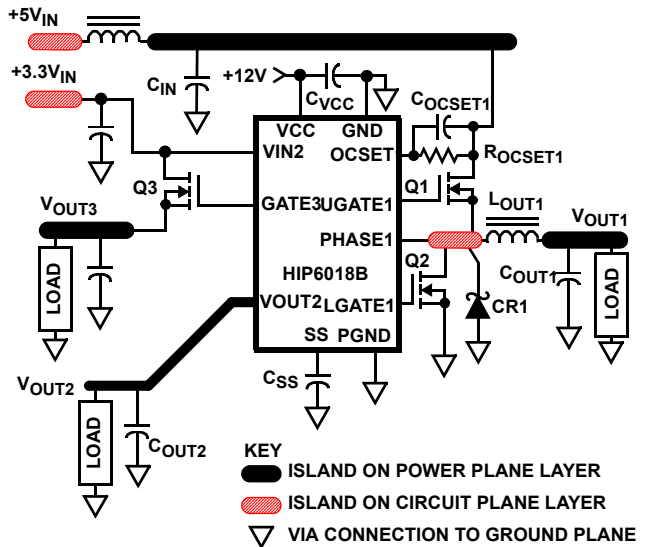 +5VIN
+3.3VIN
CIN
+12V
CVCC
COCSET1
VCC
GND
VIN2
OCSET
ROCSET1
Q3
Q1
LOUT1
VOUT3
GATE3
UGATE1
VOUT1
PHASE1
Q2
HIP6018B
COUT1
LOAD
VOUT2
LGATE1
CR1
LOAD
SS
PGND
CSS
VOUT2
LOAD
COUT2
KEY
ISLAND ON POWER PLANE LAYER
ISLAND ON CIRCUIT PLANE LAYER
VIA CONNECTION TO GROUND PLANE